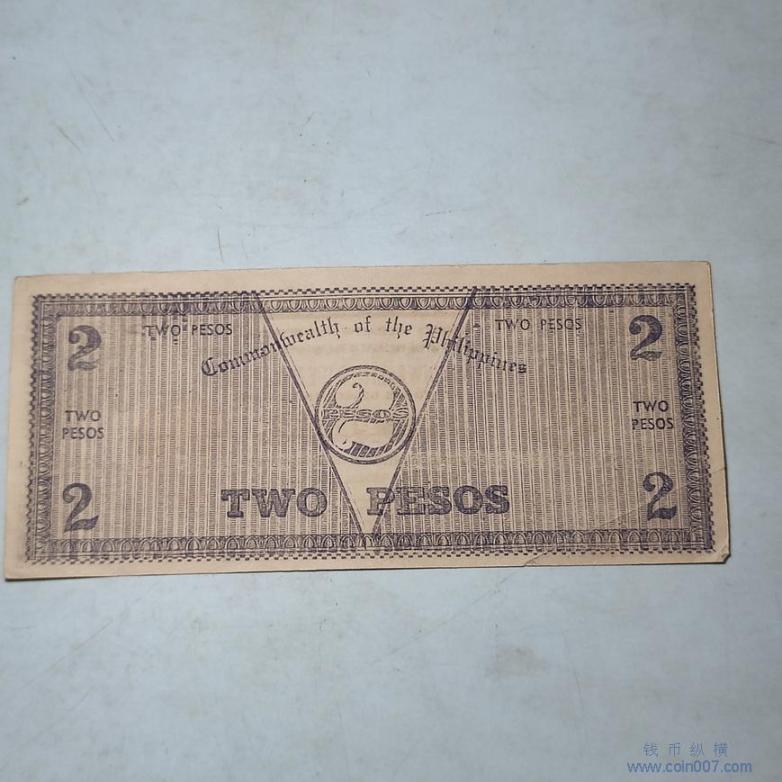 2
TWO PESOS
Commonwealth of the Philippines
TWO PESOS
2
TWO
PESOS
2
PESOS
TWO
PESOS
2
TWO PESOS
2
钱币纵横
www.coin007.com